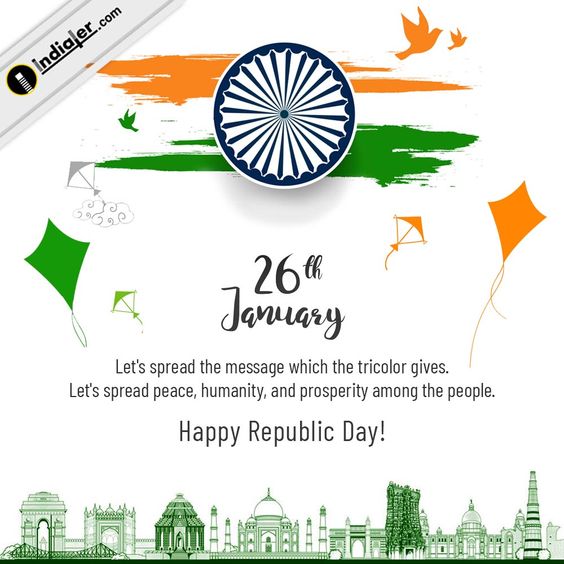 Indiajer.com
26th
January
Let's spread the message which the tricolor gives.
Let's spread peace, humanity, and prosperity among the people.
Happy Republic Day!